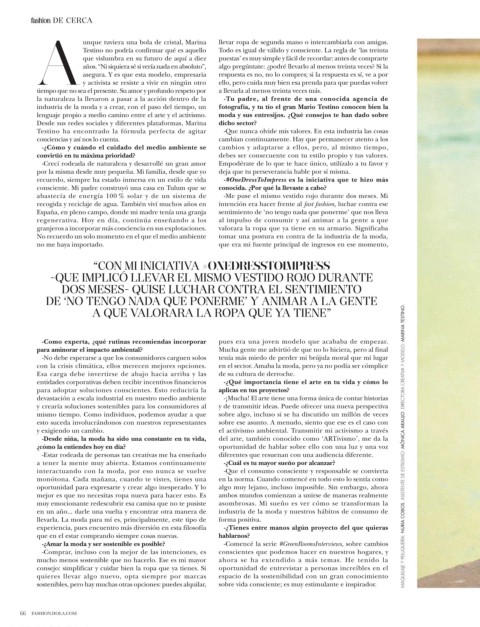 fashion DE CERCA
Aunque tuviera una bola de cristal, Marina
Testino no podría confirmar qué es aquello
que vislumbra en su futuro de aquí a diez
años. “Ni siquiera sé si vería nada en absoluto”,
asegura. Y es que esta modelo, empresaria
y activista se resiste a vivir en ningún otro
tiempo que no sea el presente. Su amor y profundo respeto por
la naturaleza la llevaron a pasar a la acción dentro de la
industria de la moda y a crear, con el paso del tiempo, un
lenguaje propio a medio camino entre el arte y el activismo.
Desde sus redes sociales y diferentes plataformas, Marina
Testino ha encontrado la fórmula perfecta de agitar
conciencias y así nos lo cuenta.
-¿Cómo y cuándo el cuidado del medio ambiente se
convirtió en tu máxima prioridad?
-Crecí rodeada de naturaleza y desarrollé un gran amor
por la misma desde muy pequeña. Mi familia, desde que yo
recuerdo, siempre ha estado inmersa en un estilo de vida
consciente. Mi padre construyó una casa en Tulum que se
abastecía de energía 100 % solar y de un sistema de
recogida y reciclaje de agua. También viví muchos años en
España, en pleno campo, donde mi madre tenía una granja
regenerativa. Hoy en día, continúa enseñando a los
granjeros a incorporar más conciencia en sus explotaciones.
No recuerdo un solo momento en el que el medio ambiente
no me haya importado.
llevar ropa de segunda mano o intercambiarla con amigas.
Todo es igual de válido y consciente. La regla de ‘las treinta
puestas’ es muy simple y fácil de recordar: antes de comprarte
algo pregúntate: ¿podré llevarlo al menos treinta veces? Si la
respuesta es no, no lo compres; si la respuesta es sí, ve a por
ello, pero cuida muy bien esa prenda para que puedas volver
a llevarla al menos treinta veces más.
-Tu padre, al frente de una conocida agencia de
fotografía, y tu tío el gran Mario Testino conocen bien la
moda y sus entresijos. ¿Qué consejos te han dado sobre
dicho sector?
-Que nunca olvide mis valores. En esta industria las cosas
cambian continuamente. Hay que permanecer atento a los
cambios y adaptarse a ellos, pero, al mismo tiempo,
debes ser consecuente con tu estilo propio y tus valores.
Empodérate de lo que te hace único, utilízalo a tu favor y
deja que tu perseverancia hable por sí misma.
-#OneDressToImpress es la iniciativa que te hizo más
conocida. ¿Por qué la llevaste a cabo?
-Me puse el mismo vestido rojo durante dos meses. Mi
intención era hacer frente al fast fashion, luchar contra ese
sentimiento de ‘no tengo nada que ponerme’ que nos lleva
al impulso de consumir y así animar a la gente a que
valorara la ropa que ya tiene en su armario. Significaba
tomar una postura en contra de la industria de la moda,
que era mi fuente principal de ingresos en ese momento,
“CON MI INICIATIVA #ONEDRESSTOIMPRESS
-QUE IMPLICÓ LLEVAR EL MISMO VESTIDO ROJO DURANTE
DOS MESES- QUISE LUCHAR CONTRA EL SENTIMIENTO
DE ‘NO TENGO NADA QUE PONERME’ Y ANIMAR A LA GENTE
A QUE VALORARA LA ROPA QUE YA TIENE”
-Como experta, ¿qué rutinas recomiendas incorporar
para aminorar el impacto ambiental?
-No debe esperarse a que los consumidores carguen solos
con la crisis climática, ellos merecen mejores opciones.
Esa carga debe invertirse de abajo hacia arriba y las
entidades corporativas deben recibir incentivos financieros
para adoptar soluciones conscientes. Esto reduciría la
devastación a escala industrial en nuestro medio ambiente
y crearía soluciones sostenibles para los consumidores al
mismo tiempo. Como individuos, podemos ayudar a que
esto suceda involucrándonos con nuestros representantes
y exigiendo un cambio.
-Desde niña, la moda ha sido una constante en tu vida,
¿cómo la entiendes hoy en día?
-Estar rodeada de personas tan creativas me ha enseñado
a tener la mente muy abierta. Estamos continuamente
interactuando con la moda, por eso nunca se vuelve
monótona. Cada mañana, cuando te vistes, tienes una
oportunidad para expresarte y crear algo inesperado. Y lo
mejor es que no necesitas ropa nueva para hacer esto. Es
muy emocionante redescubrir esa camisa que no te pusiste
en un año... darle una vuelta y encontrar otra manera de
llevarla. La moda para mí es, principalmente, este tipo de
experiencia, pues encuentro más diversión en esta filosofía
que en el estar comprando siempre cosas nuevas.
-¿Amar la moda y ser sostenible es posible?
-Comprar, incluso con la mejor de las intenciones, es
mucho menos sostenible que no hacerlo. Ese es mi mayor
consejo: simplificar y cuidar bien la ropa que ya tienes. Si
quieres llevar algo nuevo, opta siempre por marcas
sostenibles, pero hay muchas otras opciones: puedes alquilar,
pues era una joven modelo que acababa de empezar.
Mucha gente me advirtió de que no lo hiciera, pero al final
tenía más miedo de perder mi brújula moral que mi lugar
en el sector. Amaba la moda, pero ya no podía ser cómplice
de su cultura de derroche.
-¿Qué importancia tiene el arte en tu vida y cómo lo
aplicas en tus proyectos?
-¡Mucha! El arte tiene una forma única de contar historias
y de transmitir ideas. Puede ofrecer una nueva perspectiva
sobre algo, incluso si se ha discutido un millón de veces
sobre ese asunto. A menudo, siento que ese es el caso con
el activismo ambiental. Transmitir mi activismo a través
del arte, también conocido como ‘ARTivismo’, me da la
oportunidad de hablar sobre ello con una luz y una voz
diferentes que resuenan con una audiencia diferente.
-¿Cuál es tu mayor sueño por alcanzar?
-Que el consumo consciente y responsable se convierta
en la norma. Cuando comencé en todo esto lo sentía como
algo muy lejano, incluso imposible. Sin embargo, ahora
ambos mundos comienzan a unirse de maneras realmente
asombrosas. Mi sueño es ver cómo se transforman la
industria de la moda y nuestros hábitos de consumo de
forma positiva.
-¿Tienes entre manos algún proyecto del que quieras
hablarnos?
-Comencé la serie #GreenRoomsInterviews, sobre cambios
conscientes que podemos hacer en nuestros hogares, y
ahora se ha extendido a más temas. He tenido la
oportunidad de entrevistar a personas increíbles en el
espacio de la sostenibilidad con un gran conocimiento
sobre vida consciente; es muy estimulante e inspirador.
MAQUILLAJE Y PELUQUERÍA: NURIA COBOS. ASISTENTE DE ESTILISMO: MÓNICA ARAUJO. DIRECTORA CREATIVA Y MODELO: MARINA TESTINO.
66 FASHION.HOLA.COM